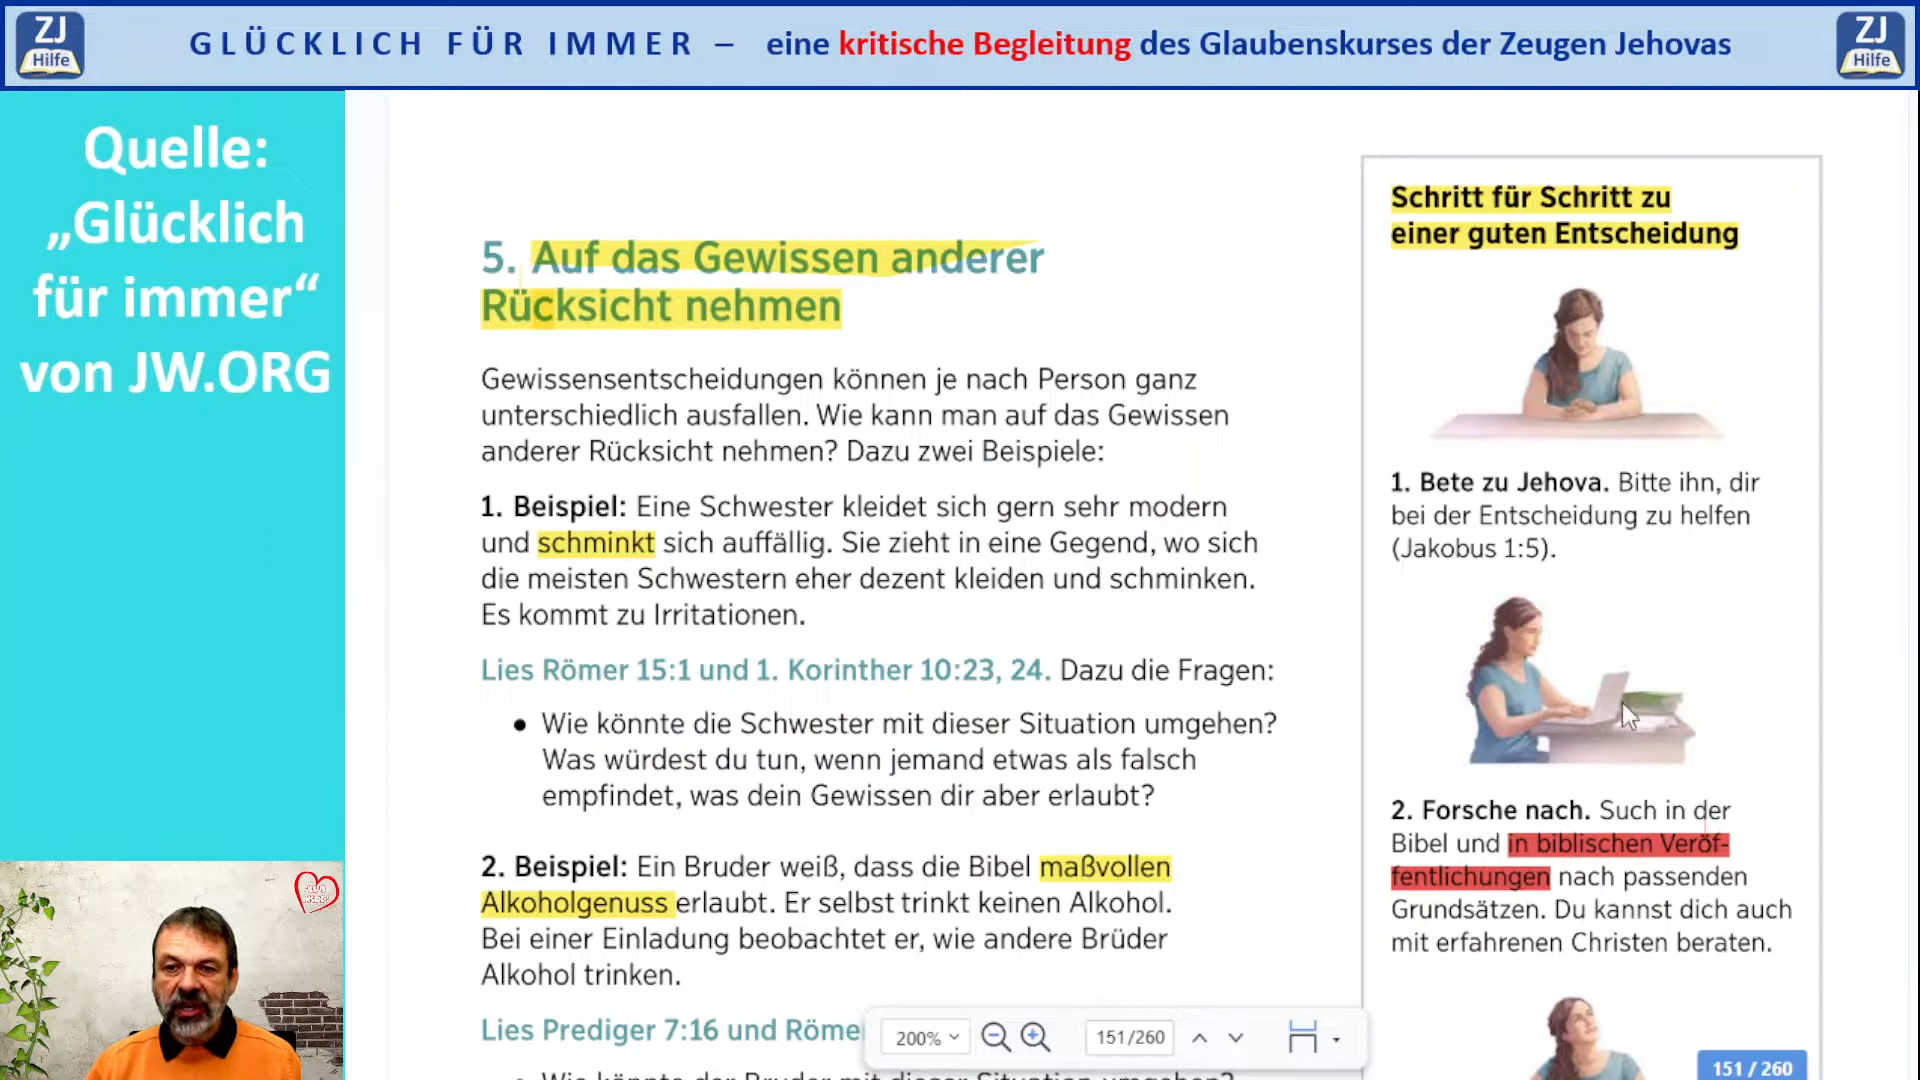 ZJ
Hilfe
GLÜCKLICH FÜR IMMER – eine kritische Begleitung des Glaubenskurses der Zeugen Jehovas
ZJ
Hilfe
Quelle:
„Glücklich
für immer“
von JW.ORG
5. Auf das Gewissen anderer
Rücksicht nehmen
Gewissensentscheidungen können je nach Person ganz
unterschiedlich ausfallen. Wie kann man auf das Gewissen
anderer Rücksicht nehmen? Dazu zwei Beispiele:
1. Beispiel: Eine Schwester kleidet sich gern sehr modern
und schminkt sich auffällig. Sie zieht in eine Gegend, wo sich
die meisten Schwestern eher dezent kleiden und schminken.
Es kommt zu Irritationen.
Lies Römer 15:1 und 1. Korinther 10:23, 24. Dazu die Fragen:
● Wie könnte die Schwester mit dieser Situation umgehen?
Was würdest du tun, wenn jemand etwas als falsch
empfindet, was dein Gewissen dir aber erlaubt?
2. Beispiel: Ein Bruder weiß, dass die Bibel maßvollen
Alkoholgenuss erlaubt. Er selbst trinkt keinen Alkohol.
Bei einer Einladung beobachtet er, wie andere Brüder
Alkohol trinken.
Lies Prediger 7:16 und Röme
Wie könnte der Bruder mit dieser Situation umgehen?
Schritt für Schritt zu
einer guten Entscheidung
1. Bete zu Jehova. Bitte ihn, dir
bei der Entscheidung zu helfen
(Jakobus 1:5).
2. Forsche nach. Such in der
Bibel und in biblischen Veröf-
fentlichungen nach passenden
Grundsätzen. Du kannst dich auch
mit erfahrenen Christen beraten.
200%
151/260
151 / 260